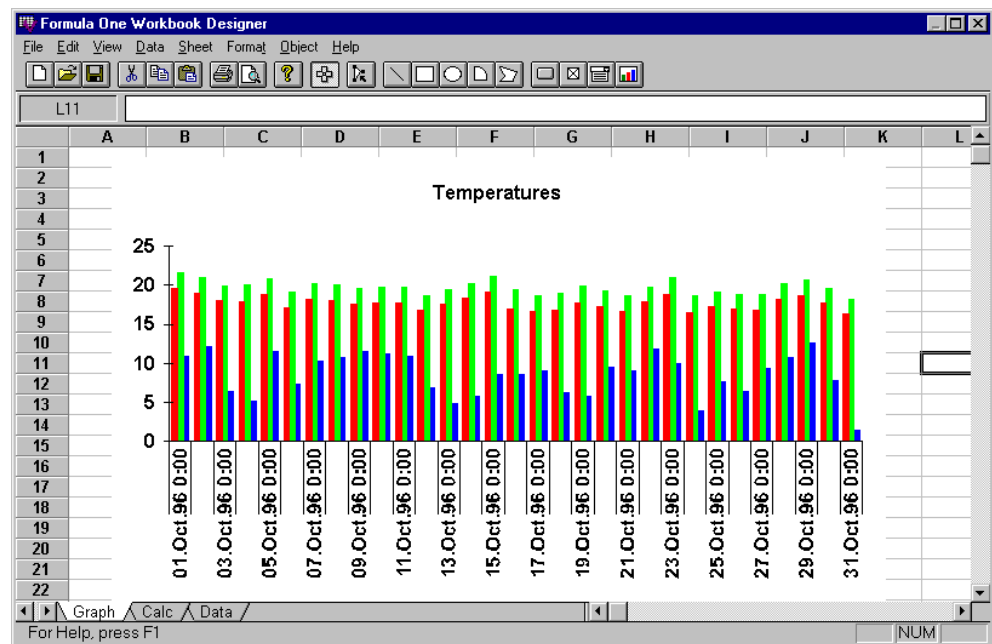 Formula One Workbook Designer
File Edit View Data Sheet Format Object Help
L11
A B C D E F G H I J K L
1
2
3
4
5
6
7
8
9
10
11
12
13
14
15
16
17
18
19
20
21
22
Temperatures
25
20
15
10
5
0
01.Oct.96 0:00
03.Oct.96 0:00
05.Oct.96 0:00
07.Oct.96 0:00
09.Oct.96 0:00
11.Oct.96 0:00
13.Oct.96 0:00
15.Oct.96 0:00
17.Oct.96 0:00
19.Oct.96 0:00
21.Oct.96 0:00
23.Oct.96 0:00
25.Oct.96 0:00
27.Oct.96 0:00
29.Oct.96 0:00
31.Oct.96 0:00
Graph Calc Data
For Help, press F1
NUM